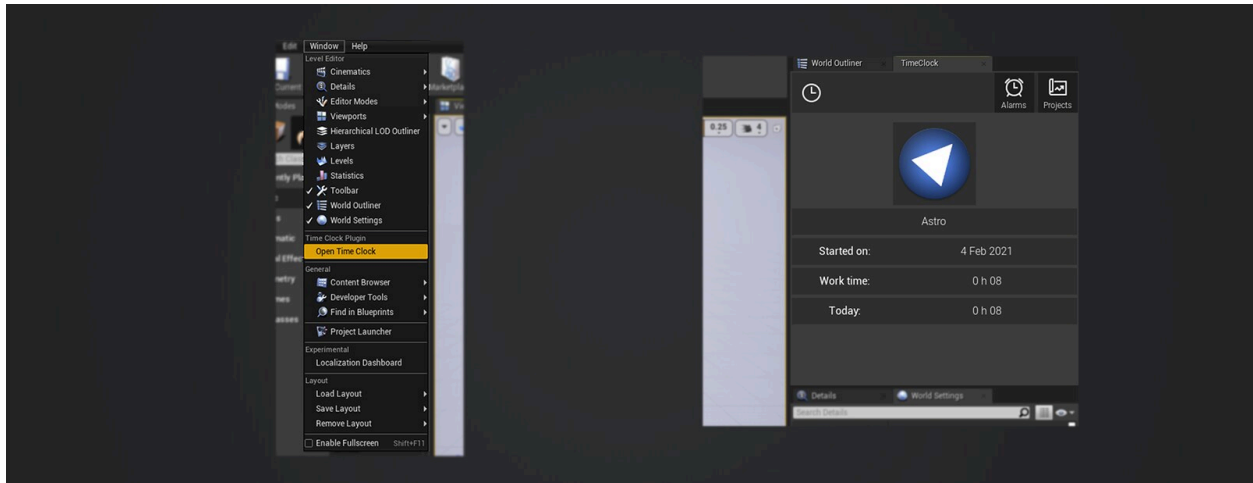 Edit Window Help
Level Editor
Cinematics
Details
Editor Modes
Viewports
Hierarchical LOD Outliner
Layers
Levels
Statistics
Toolbar
World Outliner
World Settings
Time Clock Plugin
Open Time Clock
General
Content Browser
Developer Tools
Find in Blueprints
Project Launcher
Experimental
Localization Dashboard
Layout
Load Layout
Save Layout
Remove Layout
Enable Fullscreen Shift+F11
Current
Modes
Marketpla
World Outliner TimeClock
Alarms Projects
0.25 4
Astro
Started on: 4 Feb 2021
Work time: 0 h 08
Today: 0 h 08
Details World Settings
Search Details